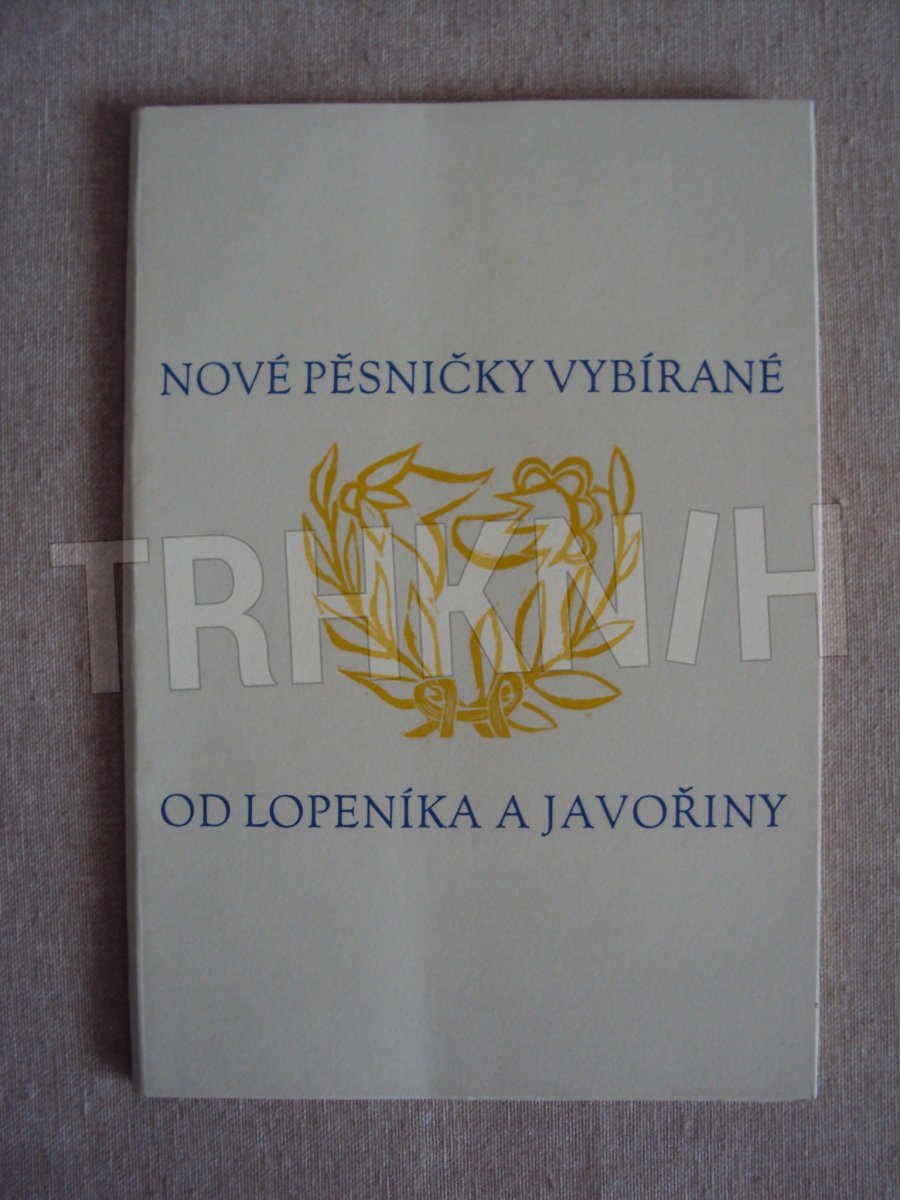 NOVÉ PĚSNIČKY VYBÍRANÉ
TRHKNIH
OD LOPENÍKA A JAVOŘINY